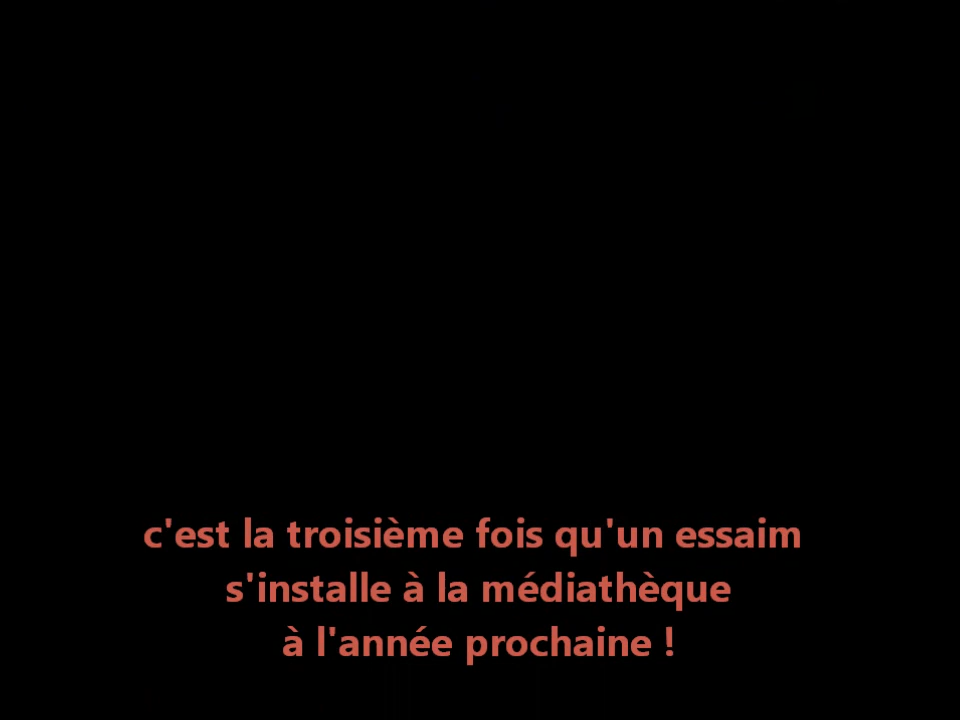 c'est la troisième fois qu'un essaim
s'installe à la médiathèque
à l'année prochaine !